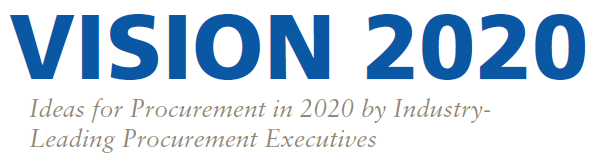 VISION 2020
Ideas for Procurement in 2020 by Industry-
Leading Procurement Executives